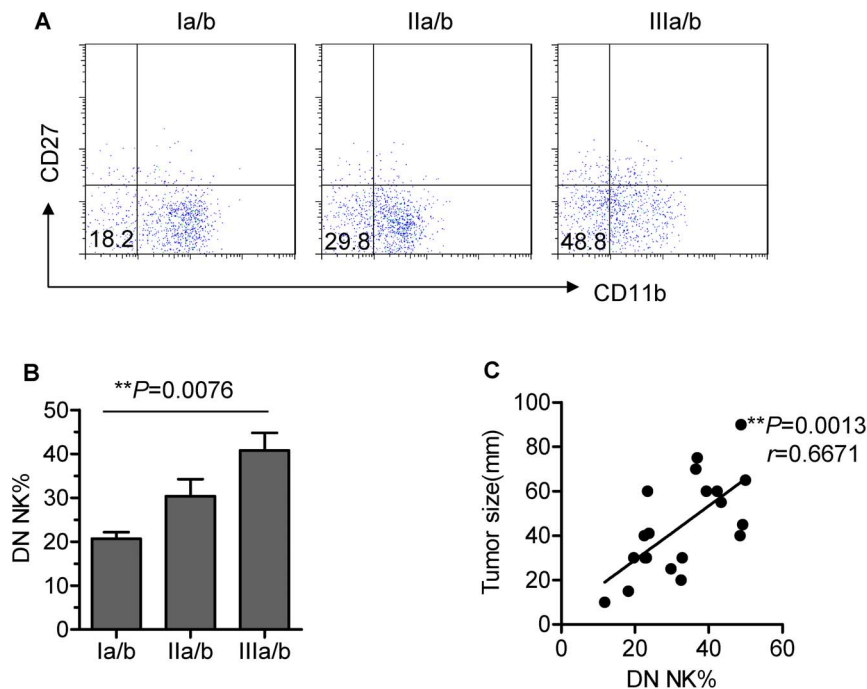 A
Ia/b
IIa/b
IIIa/b
CD27
18.2
29.8
48.8
CD11b
B
**P=0.0076
DN NK%
50
40
30
20
10
0
Ia/b
IIa/b
IIIa/b
C
**P=0.0013
r=0.6671
Tumor size(mm)
100
80
60
40
20
0
0
20
40
60
DN NK%